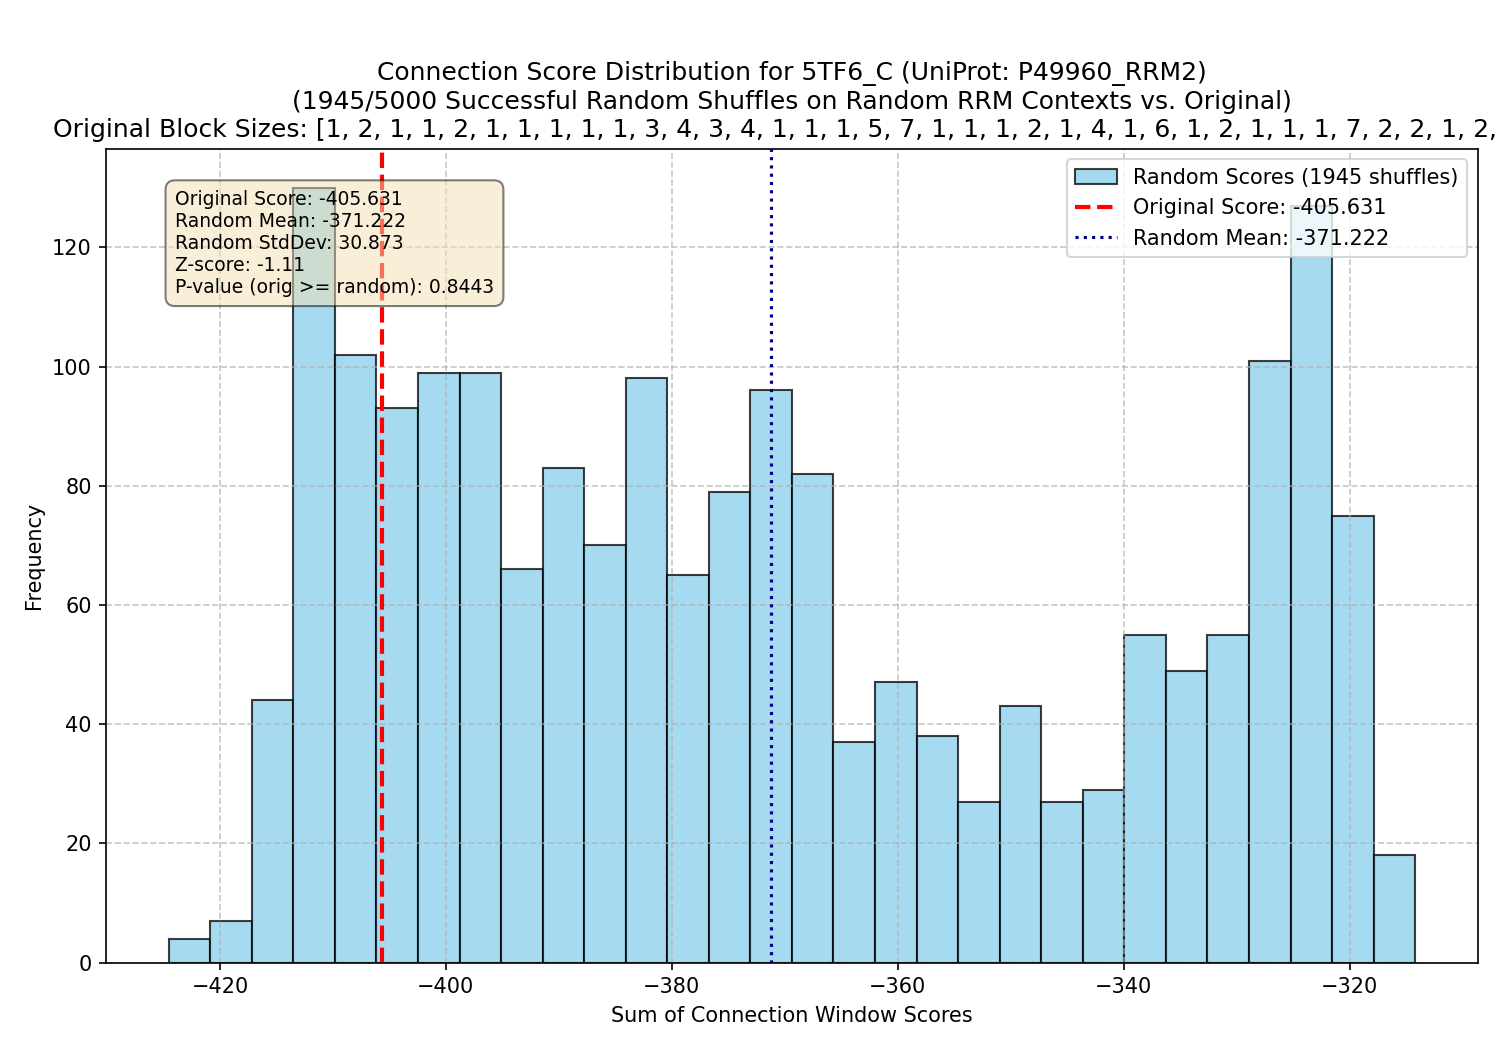 Connection Score Distribution for 5TF6_C (UniProt: P49960_RRM2)
(1945/5000 Successful Random Shuffles on Random RRM Contexts vs. Original)
Original Block Sizes: [1, 2, 1, 1, 2, 1, 1, 1, 1, 1, 3, 4, 3, 4, 1, 1, 1, 5, 7, 1, 1, 1, 2, 1, 4, 1, 6, 1, 2, 1, 1, 1, 7, 2, 2, 1, 2,
Original Score: -405.631
Random Mean: -371.222
Random StdDev: 30.873
Z-score: -1.11
P-value (orig >= random): 0.8443
Random Scores (1945 shuffles)
Original Score: -405.631
Random Mean: -371.222
Frequency
120
100
80
60
40
20
0
−420 −400 −380 −360 −340 −320
Sum of Connection Window Scores